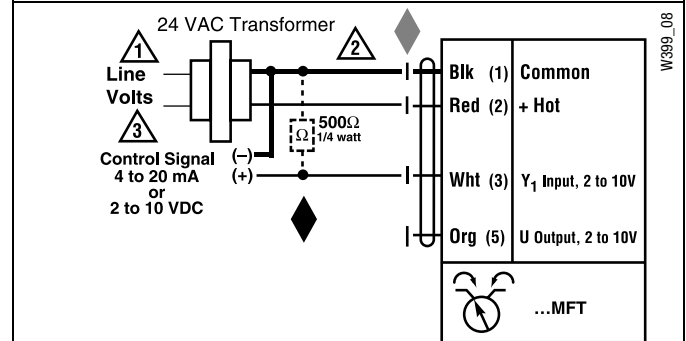 24 VAC Transformer
1
2
Line
Volts
3
Control Signal
4 to 20 mA
or
2 to 10 VDC
(–)
(+)
Ω
500Ω
1/4 watt
Blk (1) Common
Red (2) + Hot
Wht (3) Y₁ Input, 2 to 10V
Org (5) U Output, 2 to 10V
...MFT
W399_08